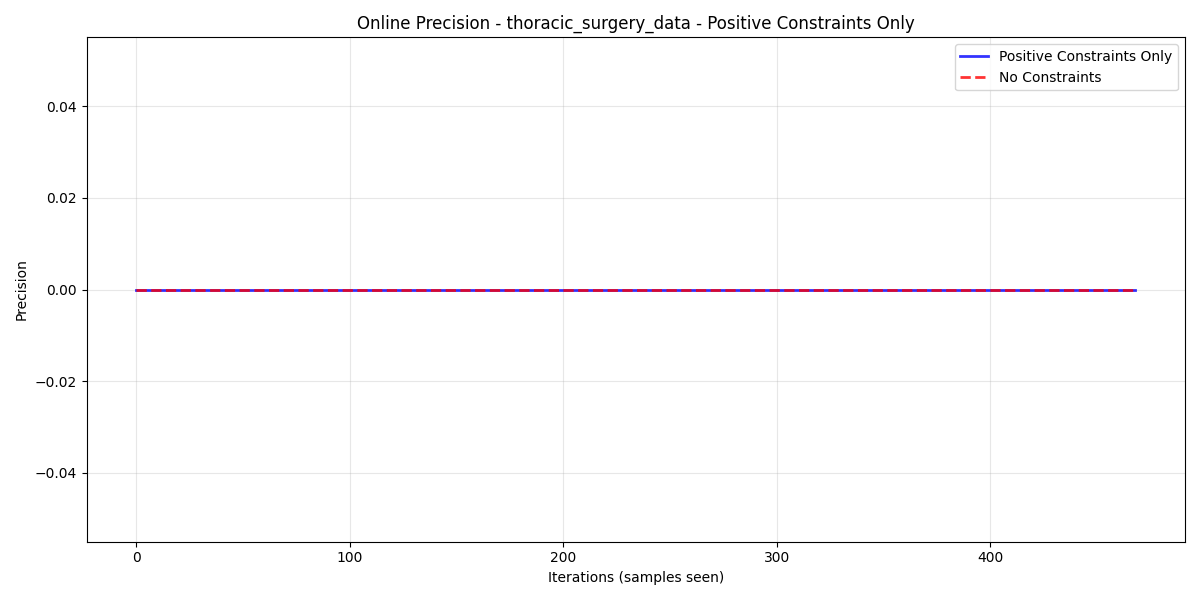 Online Precision - thoracic_surgery_data - Positive Constraints Only
Positive Constraints Only
No Constraints
Precision
0.04
0.02
0.00
−0.02
−0.04
0 100 200 300 400
Iterations (samples seen)